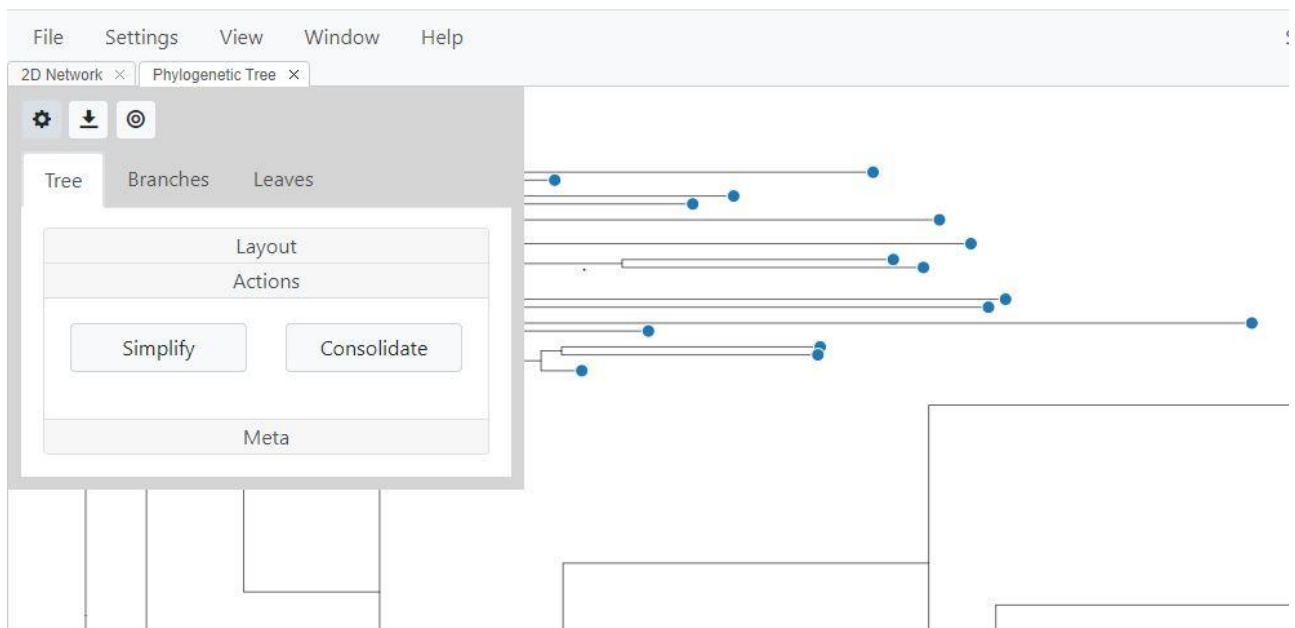 File Settings View Window Help
2D Network × Phylogenetic Tree ×
Tree Branches Leaves
Layout
Actions
Simplify Consolidate
Meta